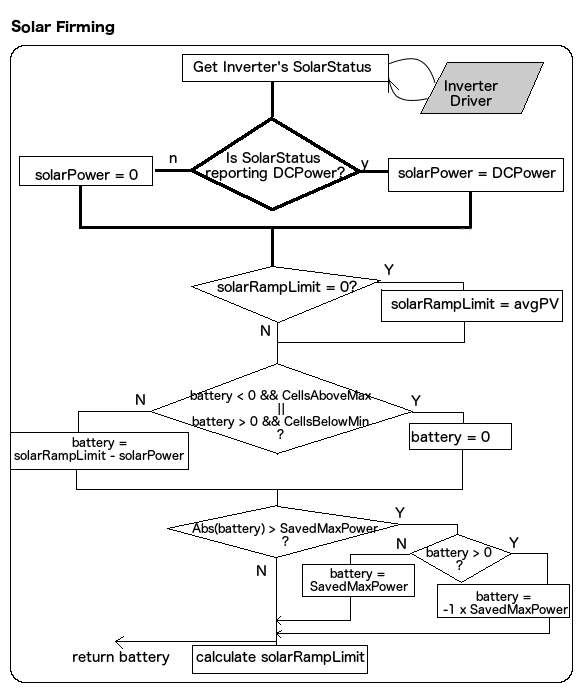 Solar Firming
Get Inverter's SolarStatus
Inverter
Driver
n
Is SolarStatus
reporting DCPower?
y
solarPower = 0
solarPower = DCPower
Y
solarRampLimit = 0?
solarRampLimit = avgPV
N
N
battery < 0 && CellsAboveMax
||
battery > 0 && CellsBelowMin
?
Y
battery =
solarRampLimit - solarPower
battery = 0
Abs(battery) > SavedMaxPower
?
Y
N
battery > 0
?
Y
N
battery =
SavedMaxPower
battery =
-1 x SavedMaxPower
return battery
calculate solarRampLimit